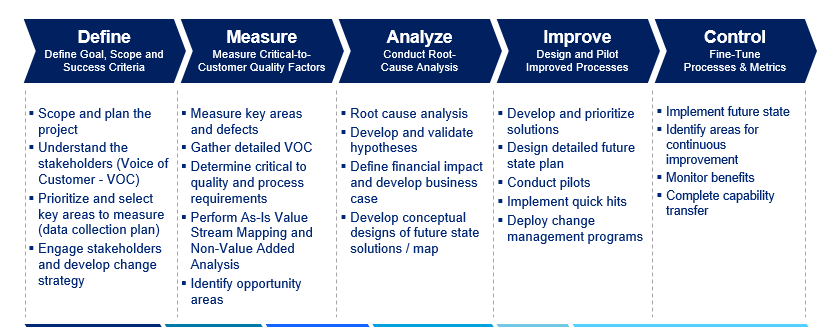 Define
Define Goal, Scope and
Success Criteria
Measure
Measure Critical-to-
Customer Quality Factors
Analyze
Conduct Root-
Cause Analysis
Improve
Design and Pilot
Improved Processes
Control
Fine-Tune
Processes & Metrics
▪ Scope and plan the
project
▪ Understand the
stakeholders (Voice of
Customer - VOC)
▪ Prioritize and select
key areas to measure
(data collection plan)
▪ Engage stakeholders
and develop change
strategy
▪ Measure key areas
and defects
▪ Gather detailed VOC
▪ Determine critical to
quality and process
requirements
▪ Perform As-Is Value
Stream Mapping and
Non-Value Added
Analysis
▪ Identify opportunity
areas
▪ Root cause analysis
▪ Develop and validate
hypotheses
▪ Define financial impact
and develop business
case
▪ Develop conceptual
designs of future state
solutions / map
▪ Develop and prioritize
solutions
▪ Design detailed future
state plan
▪ Conduct pilots
▪ Implement quick hits
▪ Deploy change
management programs
▪ Implement future state
▪ Identify areas for
continuous
improvement
▪ Monitor benefits
▪ Complete capability
transfer